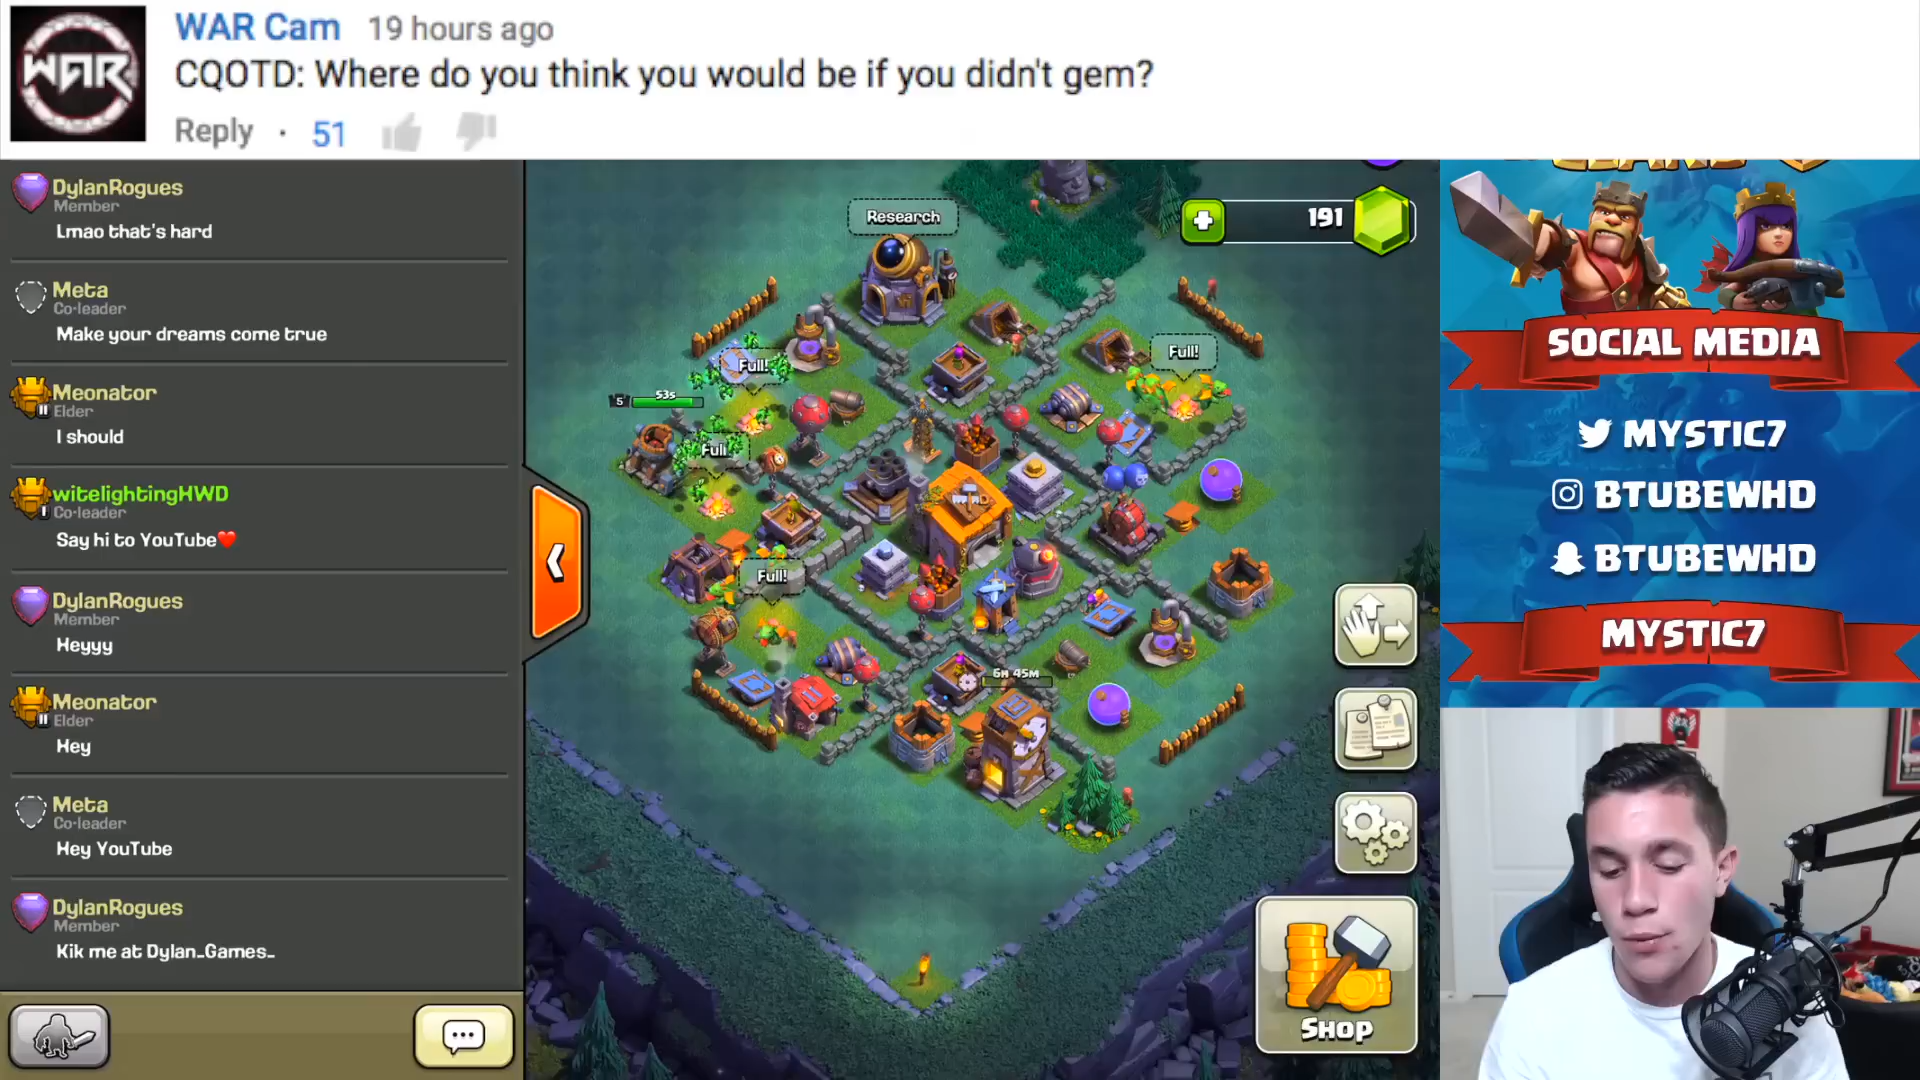 WAR
WAR Cam 19 hours ago
CQOTD: Where do you think you would be if you didn't gem?
Reply · 51
DylanRogues
Member
Lmao that's hard
Meta
Co-leader
Make your dreams come true
Meonator
Elder
I should
witelightingHWD
Co-leader
Say hi to YouTube❤️
DylanRogues
Member
Heyyy
Meonator
Elder
Hey
Meta
Co-leader
Hey YouTube
DylanRogues
Member
Kik me at Dylan_Games_
Research
191
Full!
Full!
5
53s
Full
Full!
6H 45M
Shop
SOCIAL MEDIA
MYSTIC7
BTUBEWHD
BTUBEWHD
MYSTIC7